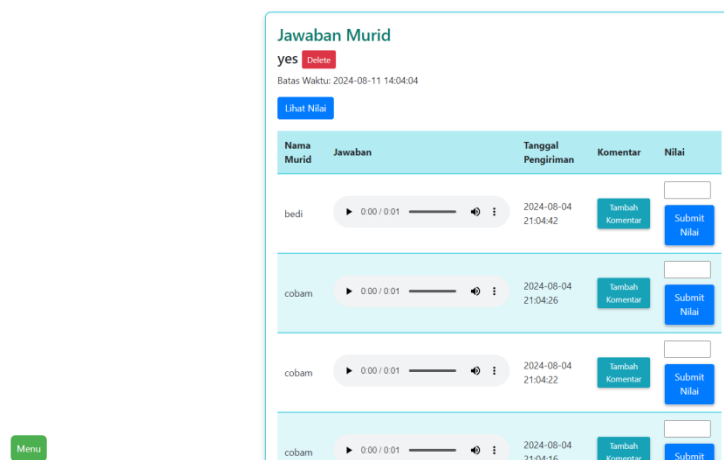 Jawaban Murid
yes Delete
Batas Waktu: 2024-08-11 14:04:04
Lihat Nilai
Nama Murid Jawaban Tanggal Pengiriman Komentar Nilai
bedi 0:00 / 0:01 2024-08-04 21:04:42 Tambah Komentar Submit Nilai
cobam 0:00 / 0:01 2024-08-04 21:04:26 Tambah Komentar Submit Nilai
cobam 0:00 / 0:01 2024-08-04 21:04:22 Tambah Komentar Submit Nilai
cobam 0:00 / 0:01 2024-08-04 21:04:16 Tambah Komentar Submit
Menu